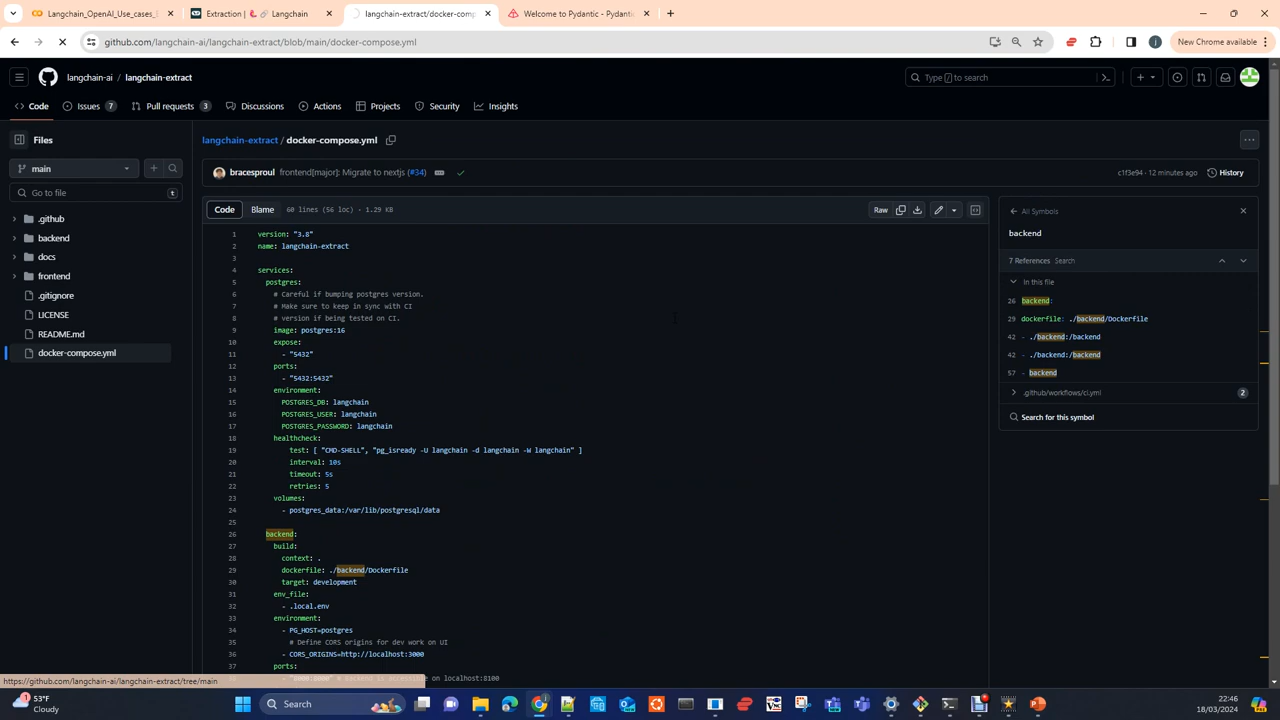 Langchain_OpenAI_Use_cases_
Extraction | 🦜️🔗 Langchain
langchain-extract/docker-comp
Welcome to Pydantic - Pydantic
github.com/langchain-ai/langchain-extract/blob/main/docker-compose.yml
New Chrome available
langchain-ai / langchain-extract
Type / to search
Code
Issues 7
Pull requests 3
Discussions
Actions
Projects
Security
Insights
Files
main
Go to file t
.github
backend
docs
frontend
.gitignore
LICENSE
README.md
docker-compose.yml
langchain-extract / docker-compose.yml
bracesproul frontend[major]: Migrate to nextjs (#34)
c1f3e94 · 12 minutes ago History
Code Blame 60 lines (56 loc) · 1.29 KB
Raw
1 version: "3.8"
2 name: langchain-extract
3
4 services:
5 postgres:
6 # Careful if bumping postgres version.
7 # Make sure to keep in sync with CI
8 # version if being tested on CI.
9 image: postgres:16
10 expose:
11 - "5432"
12 ports:
13 - "5432:5432"
14 environment:
15 POSTGRES_DB: langchain
16 POSTGRES_USER: langchain
17 POSTGRES_PASSWORD: langchain
18 healthcheck:
19 test: [ "CMD-SHELL", "pg_isready -U langchain -d langchain -W langchain" ]
20 interval: 10s
21 timeout: 5s
22 retries: 5
23 volumes:
24 - postgres_data:/var/lib/postgresql/data
25
26 backend:
27 build:
28 context: .
29 dockerfile: ./backend/Dockerfile
30 target: development
31 env_file:
32 - .local.env
33 environment:
34 - PG_HOST=postgres
35 # Define CORS origins for dev work on UI
36 - CORS_ORIGINS=http://localhost:3000
37 ports:
All Symbols
backend
7 References Search
In this file
26 backend:
29 dockerfile: ./backend/Dockerfile
42 - ./backend:/backend
42 - ./backend:/backend
57 - backend
.github/workflows/ci.yml 2
Search for this symbol
https://github.com/langchain-ai/langchain-extract/tree/main
53°F
Cloudy
Search
22:46
18/03/2024